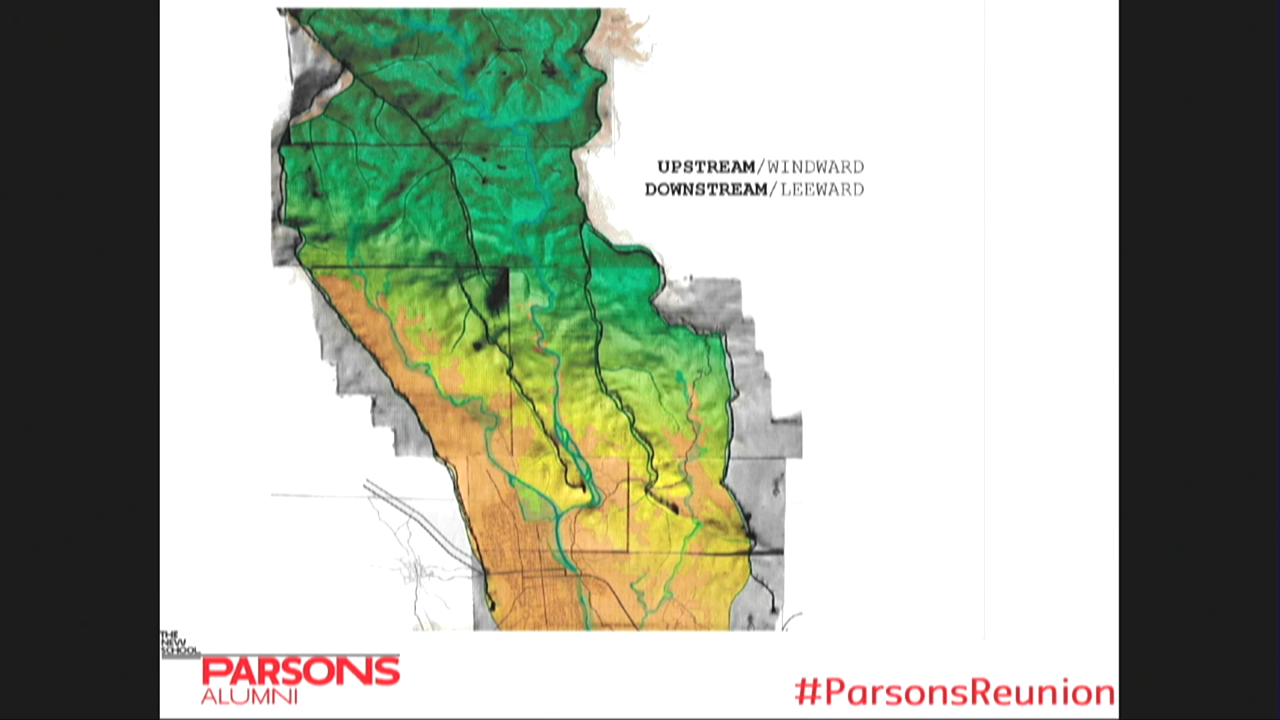 UPSTREAM/WINDWARD
DOWNSTREAM/LEEWARD
THE
NEW
SCHOOL
PARSONS
ALUMNI
#ParsonsReunion